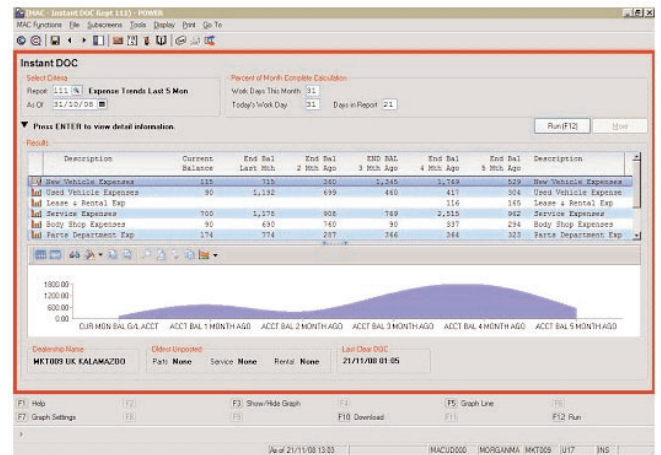 [MAC - Instant DOC (rept 111) - POWER
MAC Functions File Subscreens Tools Display Print Go To
Instant DOC
Select Criteria
Report 111 Expense Trends Last 5 Mon
As Of 31/10/08
Percent of Month Complete Calculation
Work Days This Month 31
Today's Work Day 31 Days in Report 21
Press ENTER to view detail information.
Run (F12) More
Results
Description Current Balance End Bal Last Mth End Bal 2 Mth Ago END BAL 3 Mth Ago End Bal 4 Mth Ago End Bal 5 Mth Ago Description
New Vehicle Expenses 115 715 360 1,345 1,769 529 New Vehicle Expenses
Used Vehicle Expenses 90 1,192 699 460 417 304 Used Vehicle Expenses
Lease & Rental Exp 116 165 Lease & Rental Exp
Service Expenses 700 1,178 908 769 2,515 962 Service Expenses
Body Shop Expenses 90 690 760 90 337 294 Body Shop Expenses
Parts Department Exp 174 774 287 366 364 323 Parts Department Exp
1800.00
1200.00
600.00
0.00
CUR MON BAL G/L ACCT ACCT BAL 1 MONTH AGO ACCT BAL 2 MONTH AGO ACCT BAL 3 MONTH AGO ACCT BAL 4 MONTH AGO ACCT BAL 5 MONTH AGO
Dealership Name
MKT009 UK KALAMAZOO
Oldest Unposted
Parts None Service None Rental None
Last Clear DOC
21/11/08 01:05
F1 Help F2 F3 Show/Hide Graph F4 F5 Graph Line F6
F7 Graph Settings F8 F9 F10 Download F11 F12 Run
>
As of 21/11/08 13:03 MACUD000 MORGANMA MKT009 U17 INS